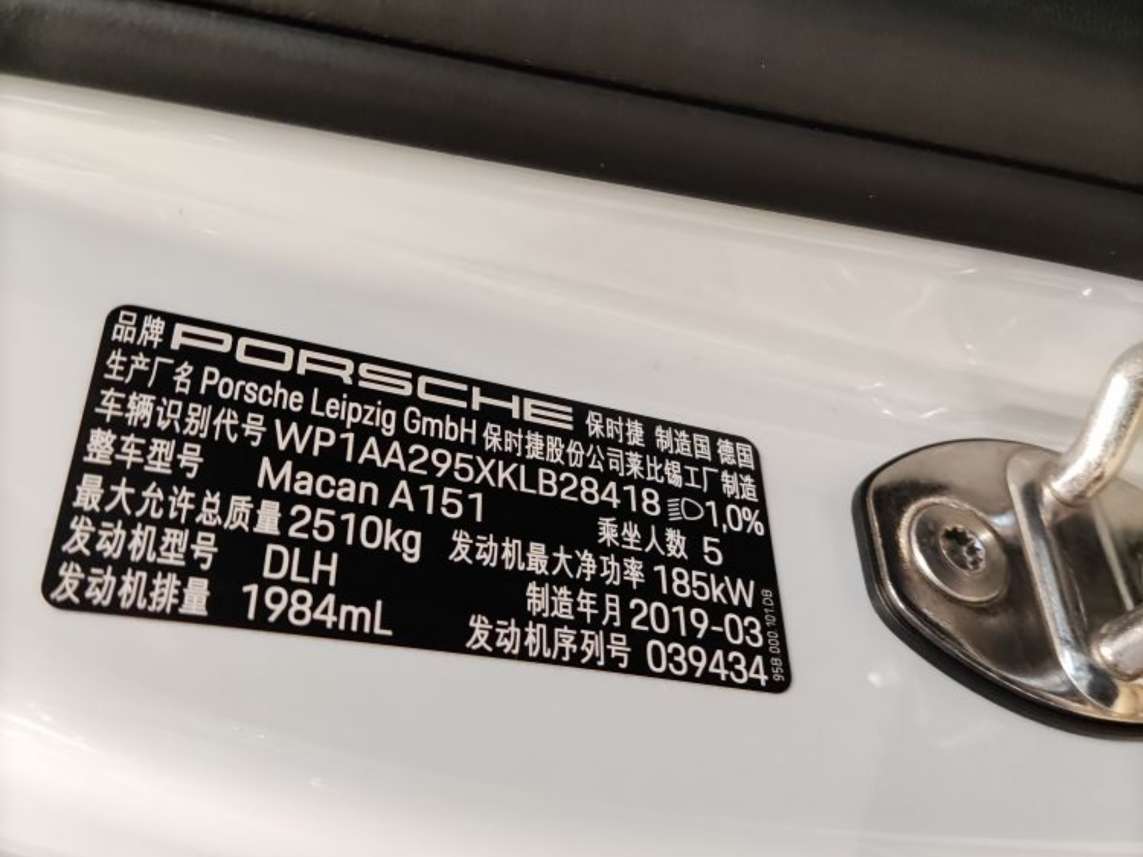 品牌 PORSCHE 保时捷 制造国 德国
生产厂名 Porsche Leipzig GmbH 保时捷股份公司莱比锡工厂制造
车辆识别代号 WP1AA295XKLB28418 1,0%
整车型号 Macan A151 乘坐人数 5
最大允许总质量 2510kg 发动机最大净功率 185kW
发动机型号 DLH 制造年月 2019-03
发动机排量 1984mL 发动机序列号 039434
95B.000.101.DB